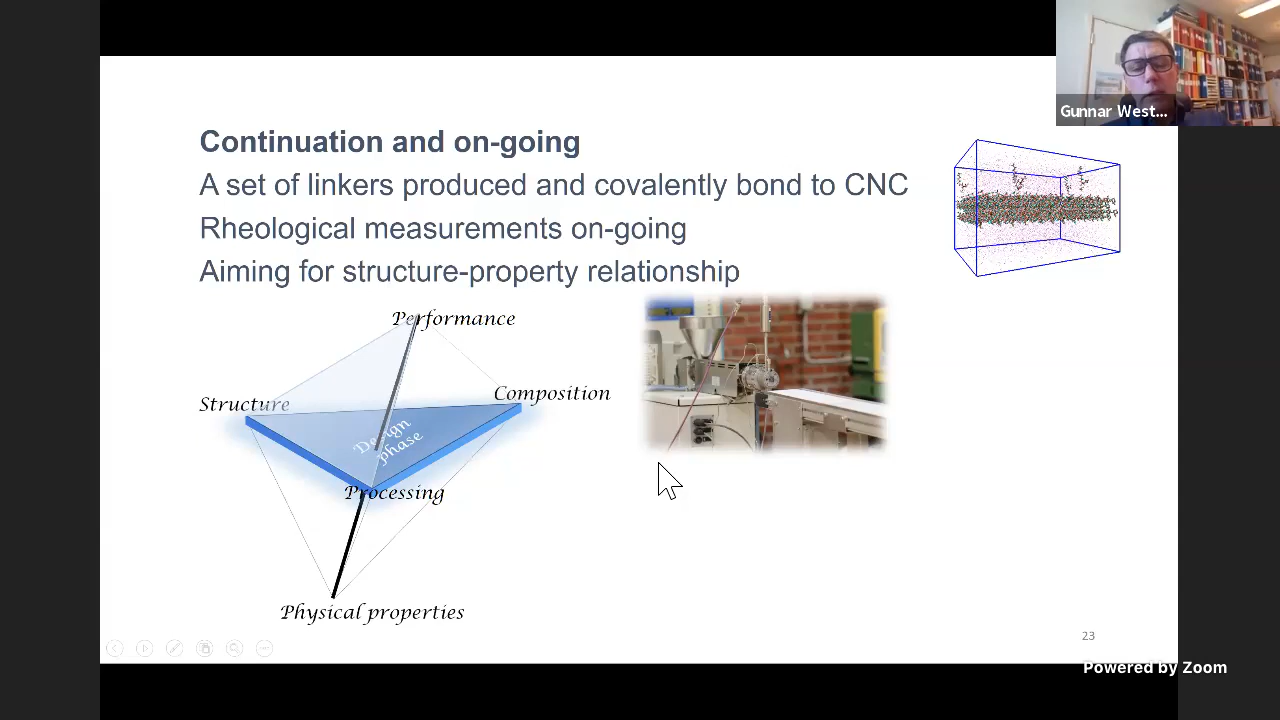 Gunnar West...
Continuation and on-going
A set of linkers produced and covalently bond to CNC
Rheological measurements on-going
Aiming for structure-property relationship
Performance
Composition
Structure
Design
phase
Processing
Physical properties
23
Powered by Zoom